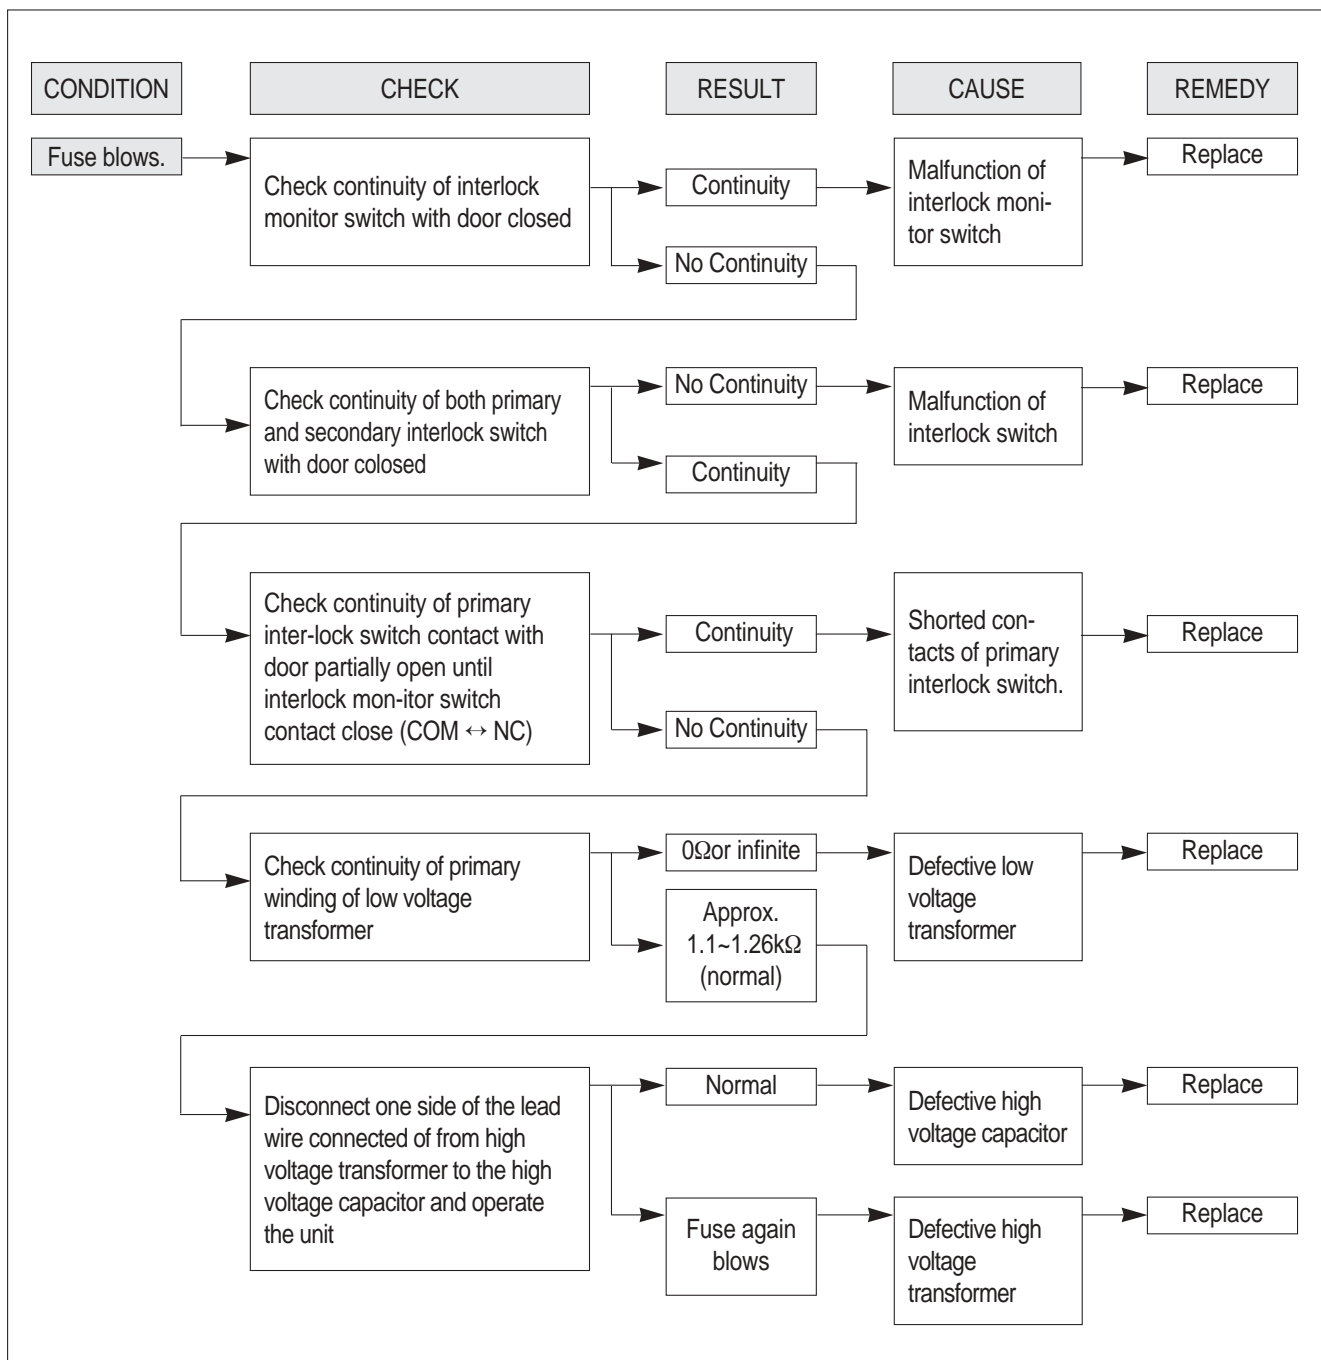 CONDITION
CHECK
RESULT
CAUSE
REMEDY
Fuse blows.
Check continuity of interlock
monitor switch with door closed
Continuity
Malfunction of
interlock moni-
tor switch
Replace
No Continuity
Check continuity of both primary
and secondary interlock switch
with door colosed
No Continuity
Malfunction of
interlock switch
Replace
Continuity
Check continuity of primary
inter-lock switch contact with
door partially open until
interlock mon-itor switch
contact close (COM ↔ NC)
Continuity
Shorted con-
tacts of primary
interlock switch.
Replace
No Continuity
Check continuity of primary
winding of low voltage
transformer
0Ωor infinite
Defective low
voltage
transformer
Replace
Approx.
1.1~1.26kΩ
(normal)
Disconnect one side of the lead
wire connected of from high
voltage transformer to the high
voltage capacitor and operate
the unit
Normal
Defective high
voltage capacitor
Replace
Fuse again
blows
Defective high
voltage
transformer
Replace